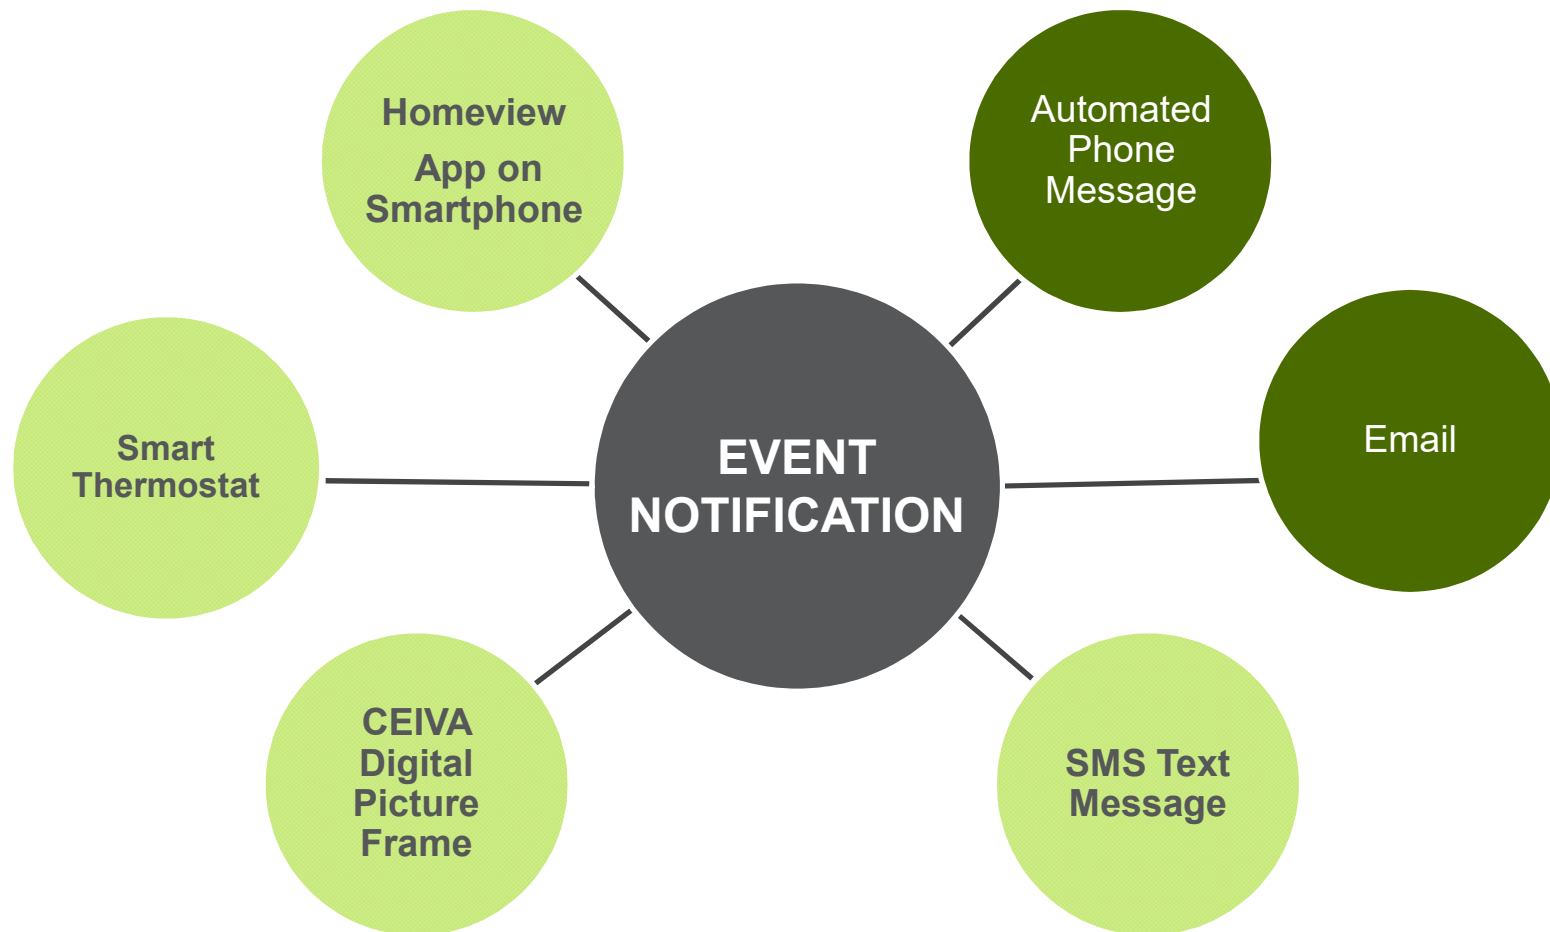 Homeview
App on
Smartphone
Automated
Phone
Message
Smart
Thermostat
EVENT
NOTIFICATION
Email
CEIVA
Digital
Picture
Frame
SMS Text
Message